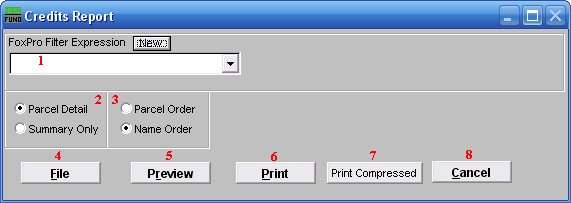 FUND Credits Report
FoxPro Filter Expression New
1
2 3
Parcel Detail Parcel Order
Summary Only Name Order
4 5 6 7 8
File Preview Print Print Compressed Cancel